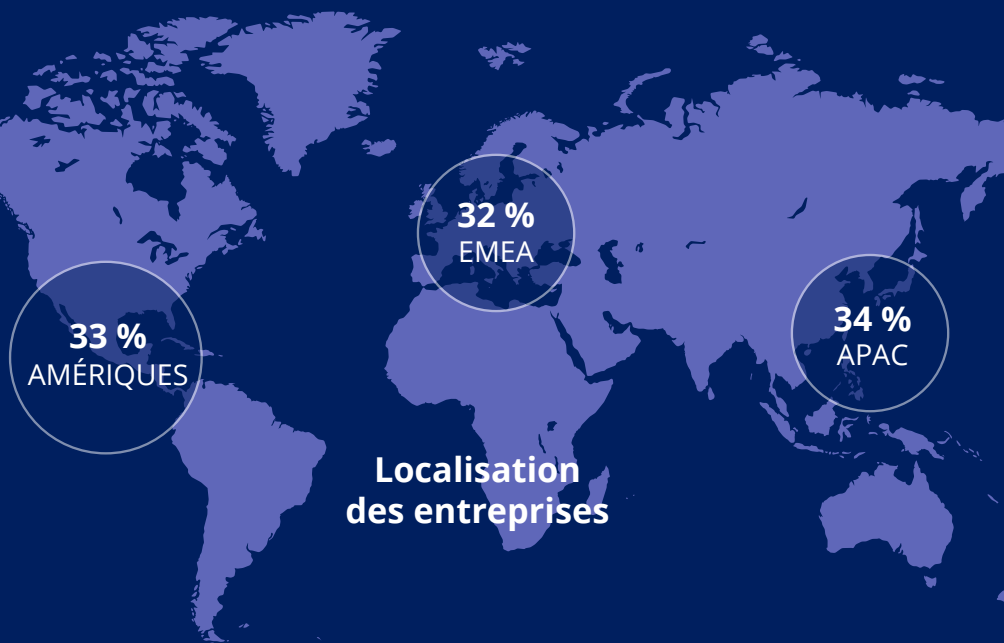 32 %
EMEA
33 %
AMÉRIQUES
34 %
APAC
Localisation
des entreprises